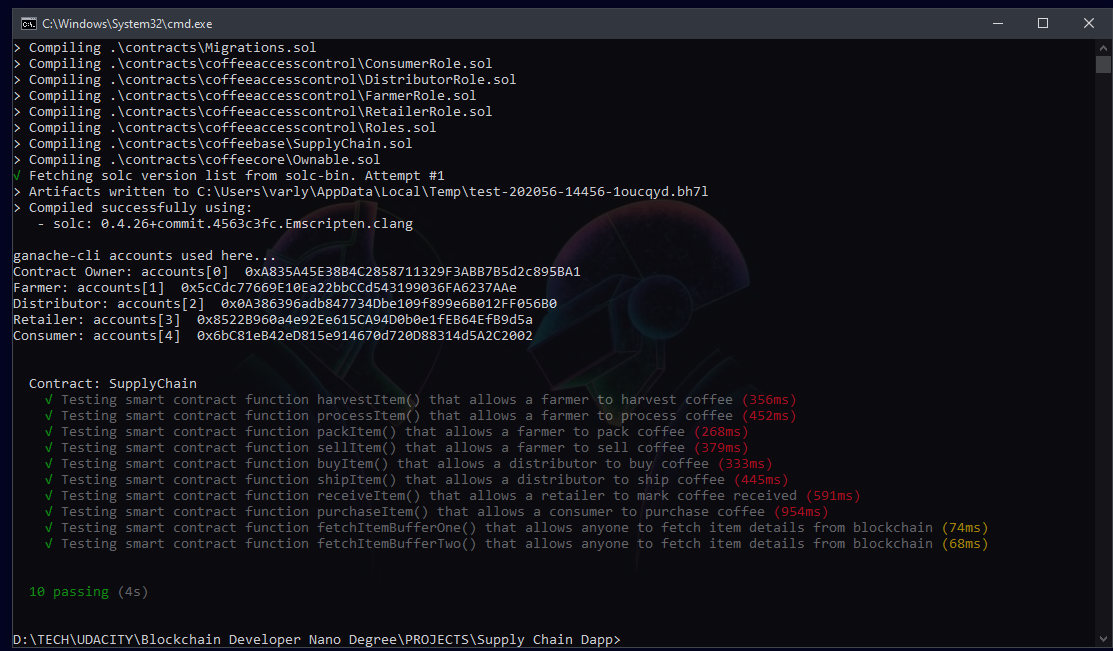 C:\Windows\System32\cmd.exe
> Compiling .\contracts\Migrations.sol
> Compiling .\contracts\coffeeaccesscontrol\ConsumerRole.sol
> Compiling .\contracts\coffeeaccesscontrol\DistributorRole.sol
> Compiling .\contracts\coffeeaccesscontrol\FarmerRole.sol
> Compiling .\contracts\coffeeaccesscontrol\RetailerRole.sol
> Compiling .\contracts\coffeeaccesscontrol\Roles.sol
> Compiling .\contracts\coffeebase\SupplyChain.sol
> Compiling .\contracts\coffeecore\Ownable.sol
√ Fetching solc version list from solc-bin. Attempt #1
> Artifacts written to C:\Users\varly\AppData\Local\Temp\test-202056-14456-1oucqyd.bh7l
> Compiled successfully using:
- solc: 0.4.26+commit.4563c3fc.Emscripten.clang
ganache-cli accounts used here...
Contract Owner: accounts[0] 0xA835A45E38B4C2858711329F3ABB7B5d2c895BA1
Farmer: accounts[1] 0x5cCdc77669E10Ea22bbCCd543199036FA6237AAe
Distributor: accounts[2] 0x0A386396adb847734Dbe109f899e6B012FF056B0
Retailer: accounts[3] 0x8522B960a4e92Ee615CA94D0b0e1fEB64EfB9d5a
Consumer: accounts[4] 0x6bC81eB42eD815e914670d720D88314d5A2C2002
Contract: SupplyChain
√ Testing smart contract function harvestItem() that allows a farmer to harvest coffee (356ms)
√ Testing smart contract function processItem() that allows a farmer to process coffee (452ms)
√ Testing smart contract function packItem() that allows a farmer to pack coffee (268ms)
√ Testing smart contract function sellItem() that allows a farmer to sell coffee (379ms)
√ Testing smart contract function buyItem() that allows a distributor to buy coffee (333ms)
√ Testing smart contract function shipItem() that allows a distributor to ship coffee (445ms)
√ Testing smart contract function receiveItem() that allows a retailer to mark coffee received (591ms)
√ Testing smart contract function purchaseItem() that allows a consumer to purchase coffee (954ms)
√ Testing smart contract function fetchItemBufferOne() that allows anyone to fetch item details from blockchain (74ms)
√ Testing smart contract function fetchItemBufferTwo() that allows anyone to fetch item details from blockchain (68ms)
10 passing (4s)
D:\TECH\UDACITY\Blockchain Developer Nano Degree\PROJECTS\Supply Chain Dapp>